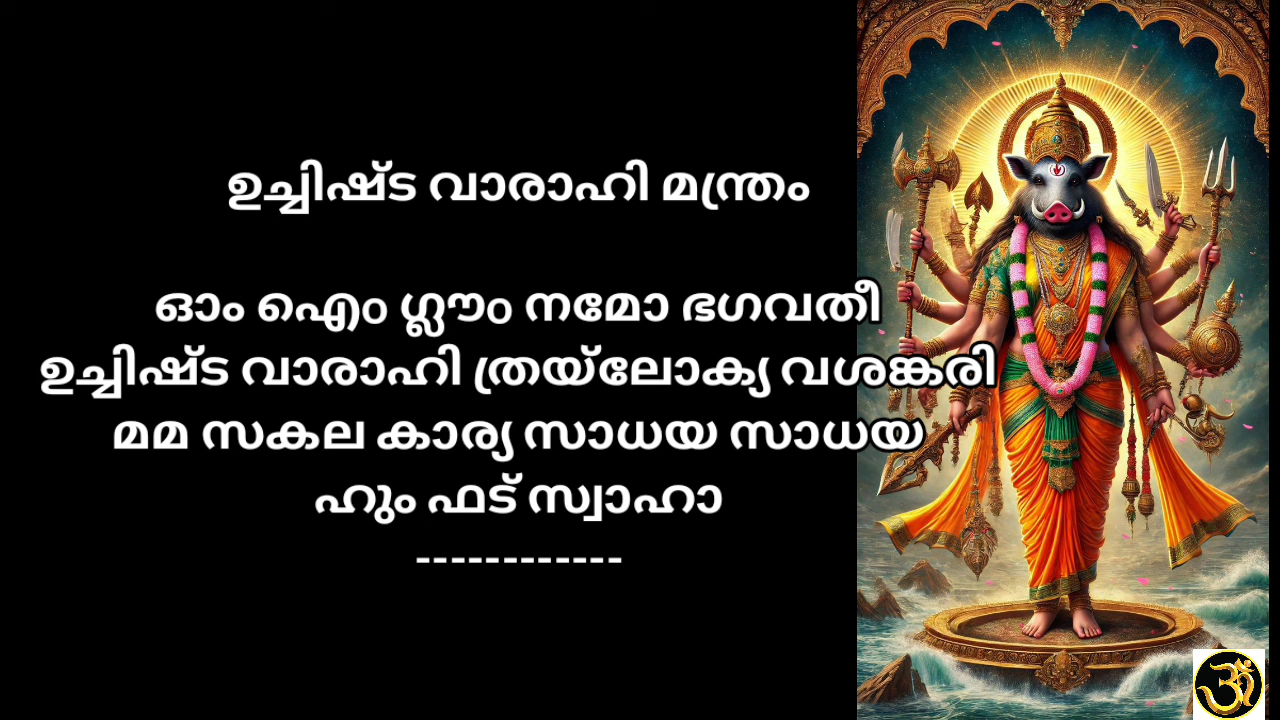 ഉച്ചിഷ്ട വാരാഹി മന്ത്രം
ഓം ഐം ഗ്ലൗം നമോ ഭഗവതീ
ഉച്ചിഷ്ട വാരാഹി ത്രയ്ലോക്യ വശങ്കരി
മമ സകല കാര്യ സാധയ സാധയ
ഹും ഫട് സ്വാഹാ
------------
ॐ